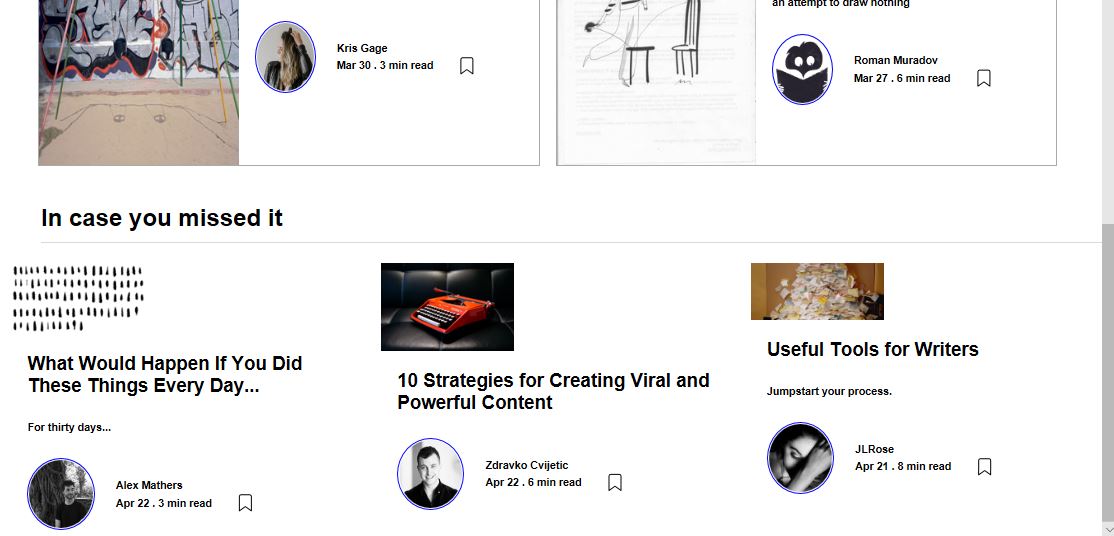 an attempt to draw nothing
Kris Gage
Mar 30 . 3 min read
Roman Muradov
Mar 27 . 6 min read
In case you missed it
What Would Happen If You Did
These Things Every Day...
For thirty days...
Alex Mathers
Apr 22 . 3 min read
10 Strategies for Creating Viral and
Powerful Content
Zdravko Cvijetic
Apr 22 . 6 min read
Useful Tools for Writers
Jumpstart your process.
JLRose
Apr 21 . 8 min read